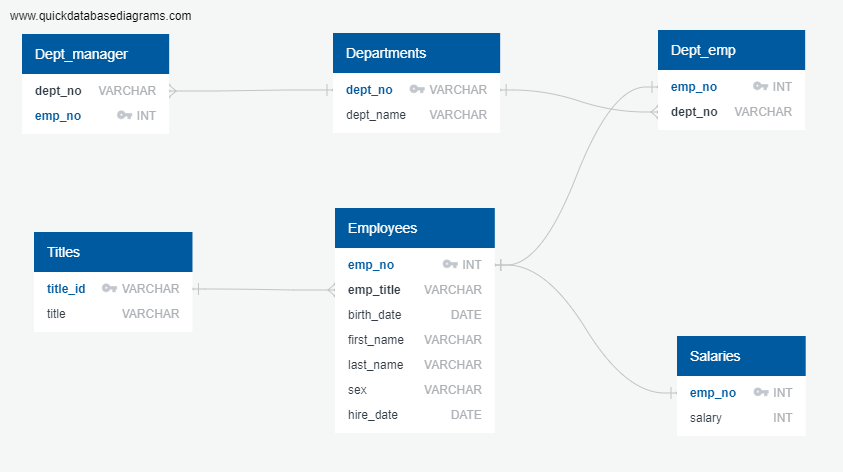 www.quickdatabasediagrams.com
Dept_manager
dept_no VARCHAR
emp_no INT
Departments
dept_no VARCHAR
dept_name VARCHAR
Dept_emp
emp_no INT
dept_no VARCHAR
Titles
title_id VARCHAR
title VARCHAR
Employees
emp_no INT
emp_title VARCHAR
birth_date DATE
first_name VARCHAR
last_name VARCHAR
sex VARCHAR
hire_date DATE
Salaries
emp_no INT
salary INT